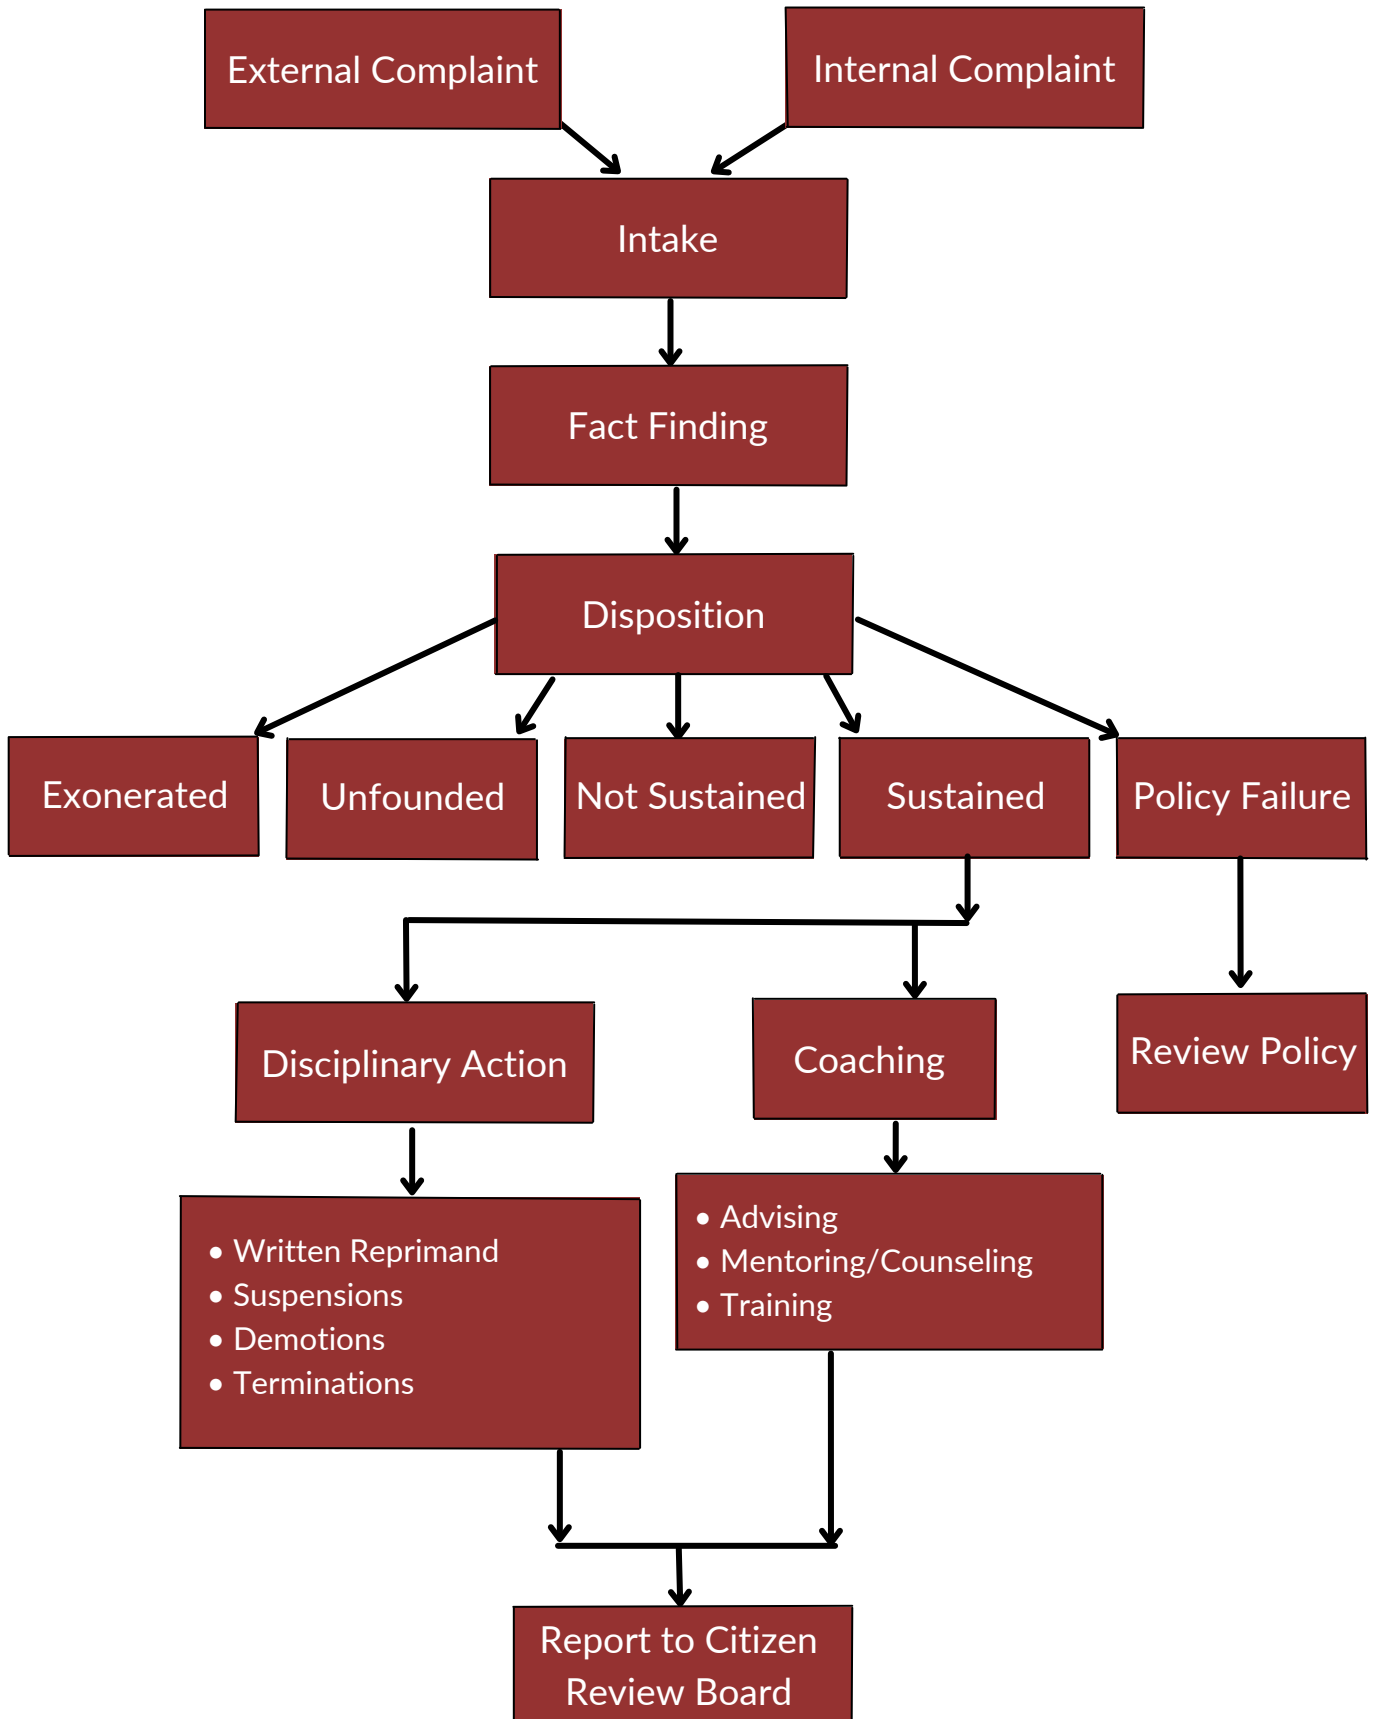 External Complaint
Internal Complaint
Intake
Fact Finding
Disposition
Exonerated
Unfounded
Not Sustained
Sustained
Policy Failure
Disciplinary Action
Coaching
Review Policy
• Written Reprimand
• Suspensions
• Demotions
• Terminations
• Advising
• Mentoring/Counseling
• Training
Report to Citizen
Review Board